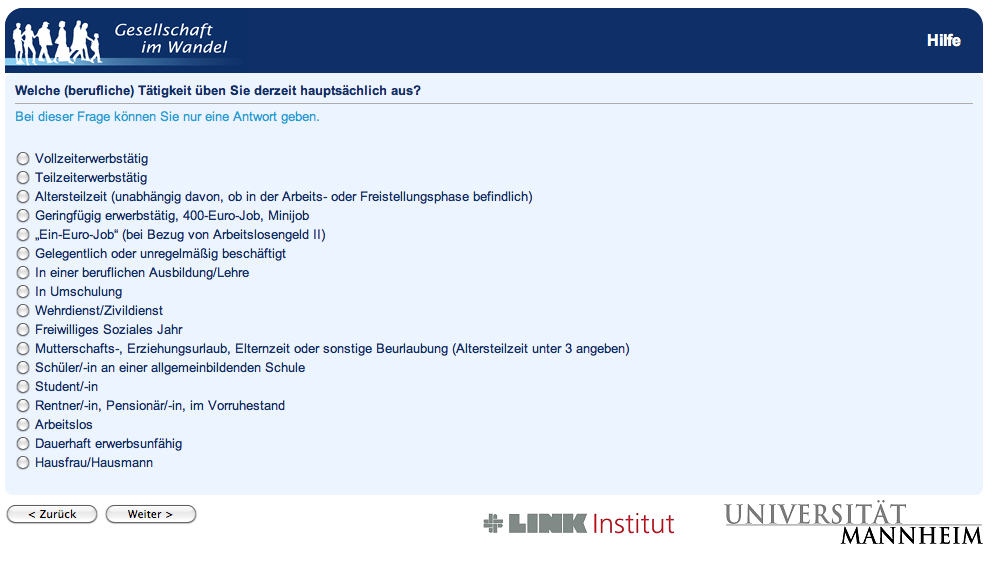 Gesellschaft
im Wandel
Hilfe
Welche (berufliche) Tätigkeit üben Sie derzeit hauptsächlich aus?
Bei dieser Frage können Sie nur eine Antwort geben.
Vollzeiterwerbstätig
Teilzeiterwerbstätig
Altersteilzeit (unabhängig davon, ob in der Arbeits- oder Freistellungsphase befindlich)
Geringfügig erwerbstätig, 400-Euro-Job, Minijob
„Ein-Euro-Job“ (bei Bezug von Arbeitslosengeld II)
Gelegentlich oder unregelmäßig beschäftigt
In einer beruflichen Ausbildung/Lehre
In Umschulung
Wehrdienst/Zivildienst
Freiwilliges Soziales Jahr
Mutterschafts-, Erziehungsurlaub, Elternzeit oder sonstige Beurlaubung (Altersteilzeit unter 3 angeben)
Schüler/-in an einer allgemeinbildenden Schule
Student/-in
Rentner/-in, Pensionär/-in, im Vorruhestand
Arbeitslos
Dauerhaft erwerbsunfähig
Hausfrau/Hausmann
< Zurück
Weiter >
LINK Institut
UNIVERSITÄT
MANNHEIM